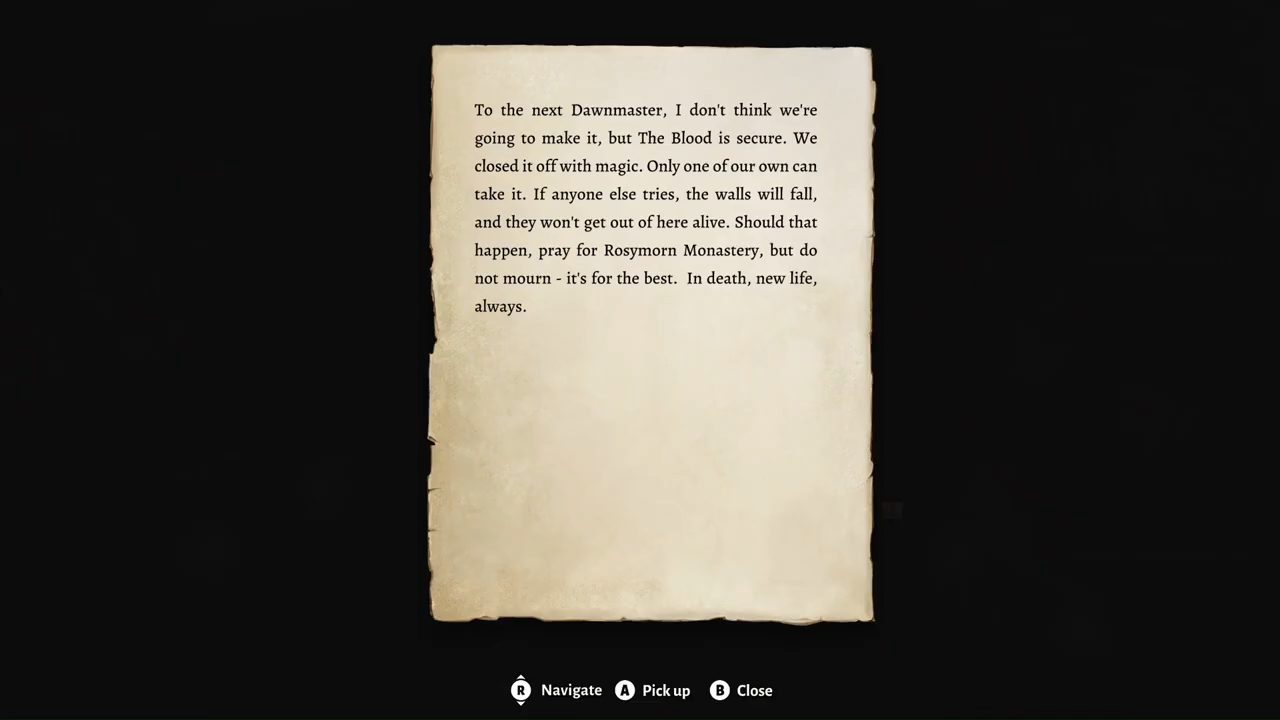 To the next Dawnmaster, I don't think we're
going to make it, but The Blood is secure. We
closed it off with magic. Only one of our own can
take it. If anyone else tries, the walls will fall,
and they won't get out of here alive. Should that
happen, pray for Rosymorn Monastery, but do
not mourn - it's for the best.  In death, new life,
always.
R Navigate A Pick up B Close